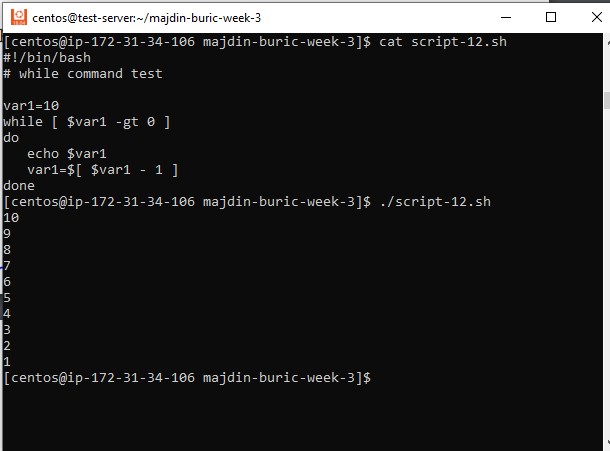 centos@test-server:~/majdin-buric-week-3
[centos@ip-172-31-34-106 majdin-buric-week-3]$ cat script-12.sh
#!/bin/bash
# while command test

var1=10
while [ $var1 -gt 0 ]
do
   echo $var1
   var1=$[ $var1 - 1 ]
done
[centos@ip-172-31-34-106 majdin-buric-week-3]$ ./script-12.sh
10
9
8
7
6
5
4
3
2
1
[centos@ip-172-31-34-106 majdin-buric-week-3]$